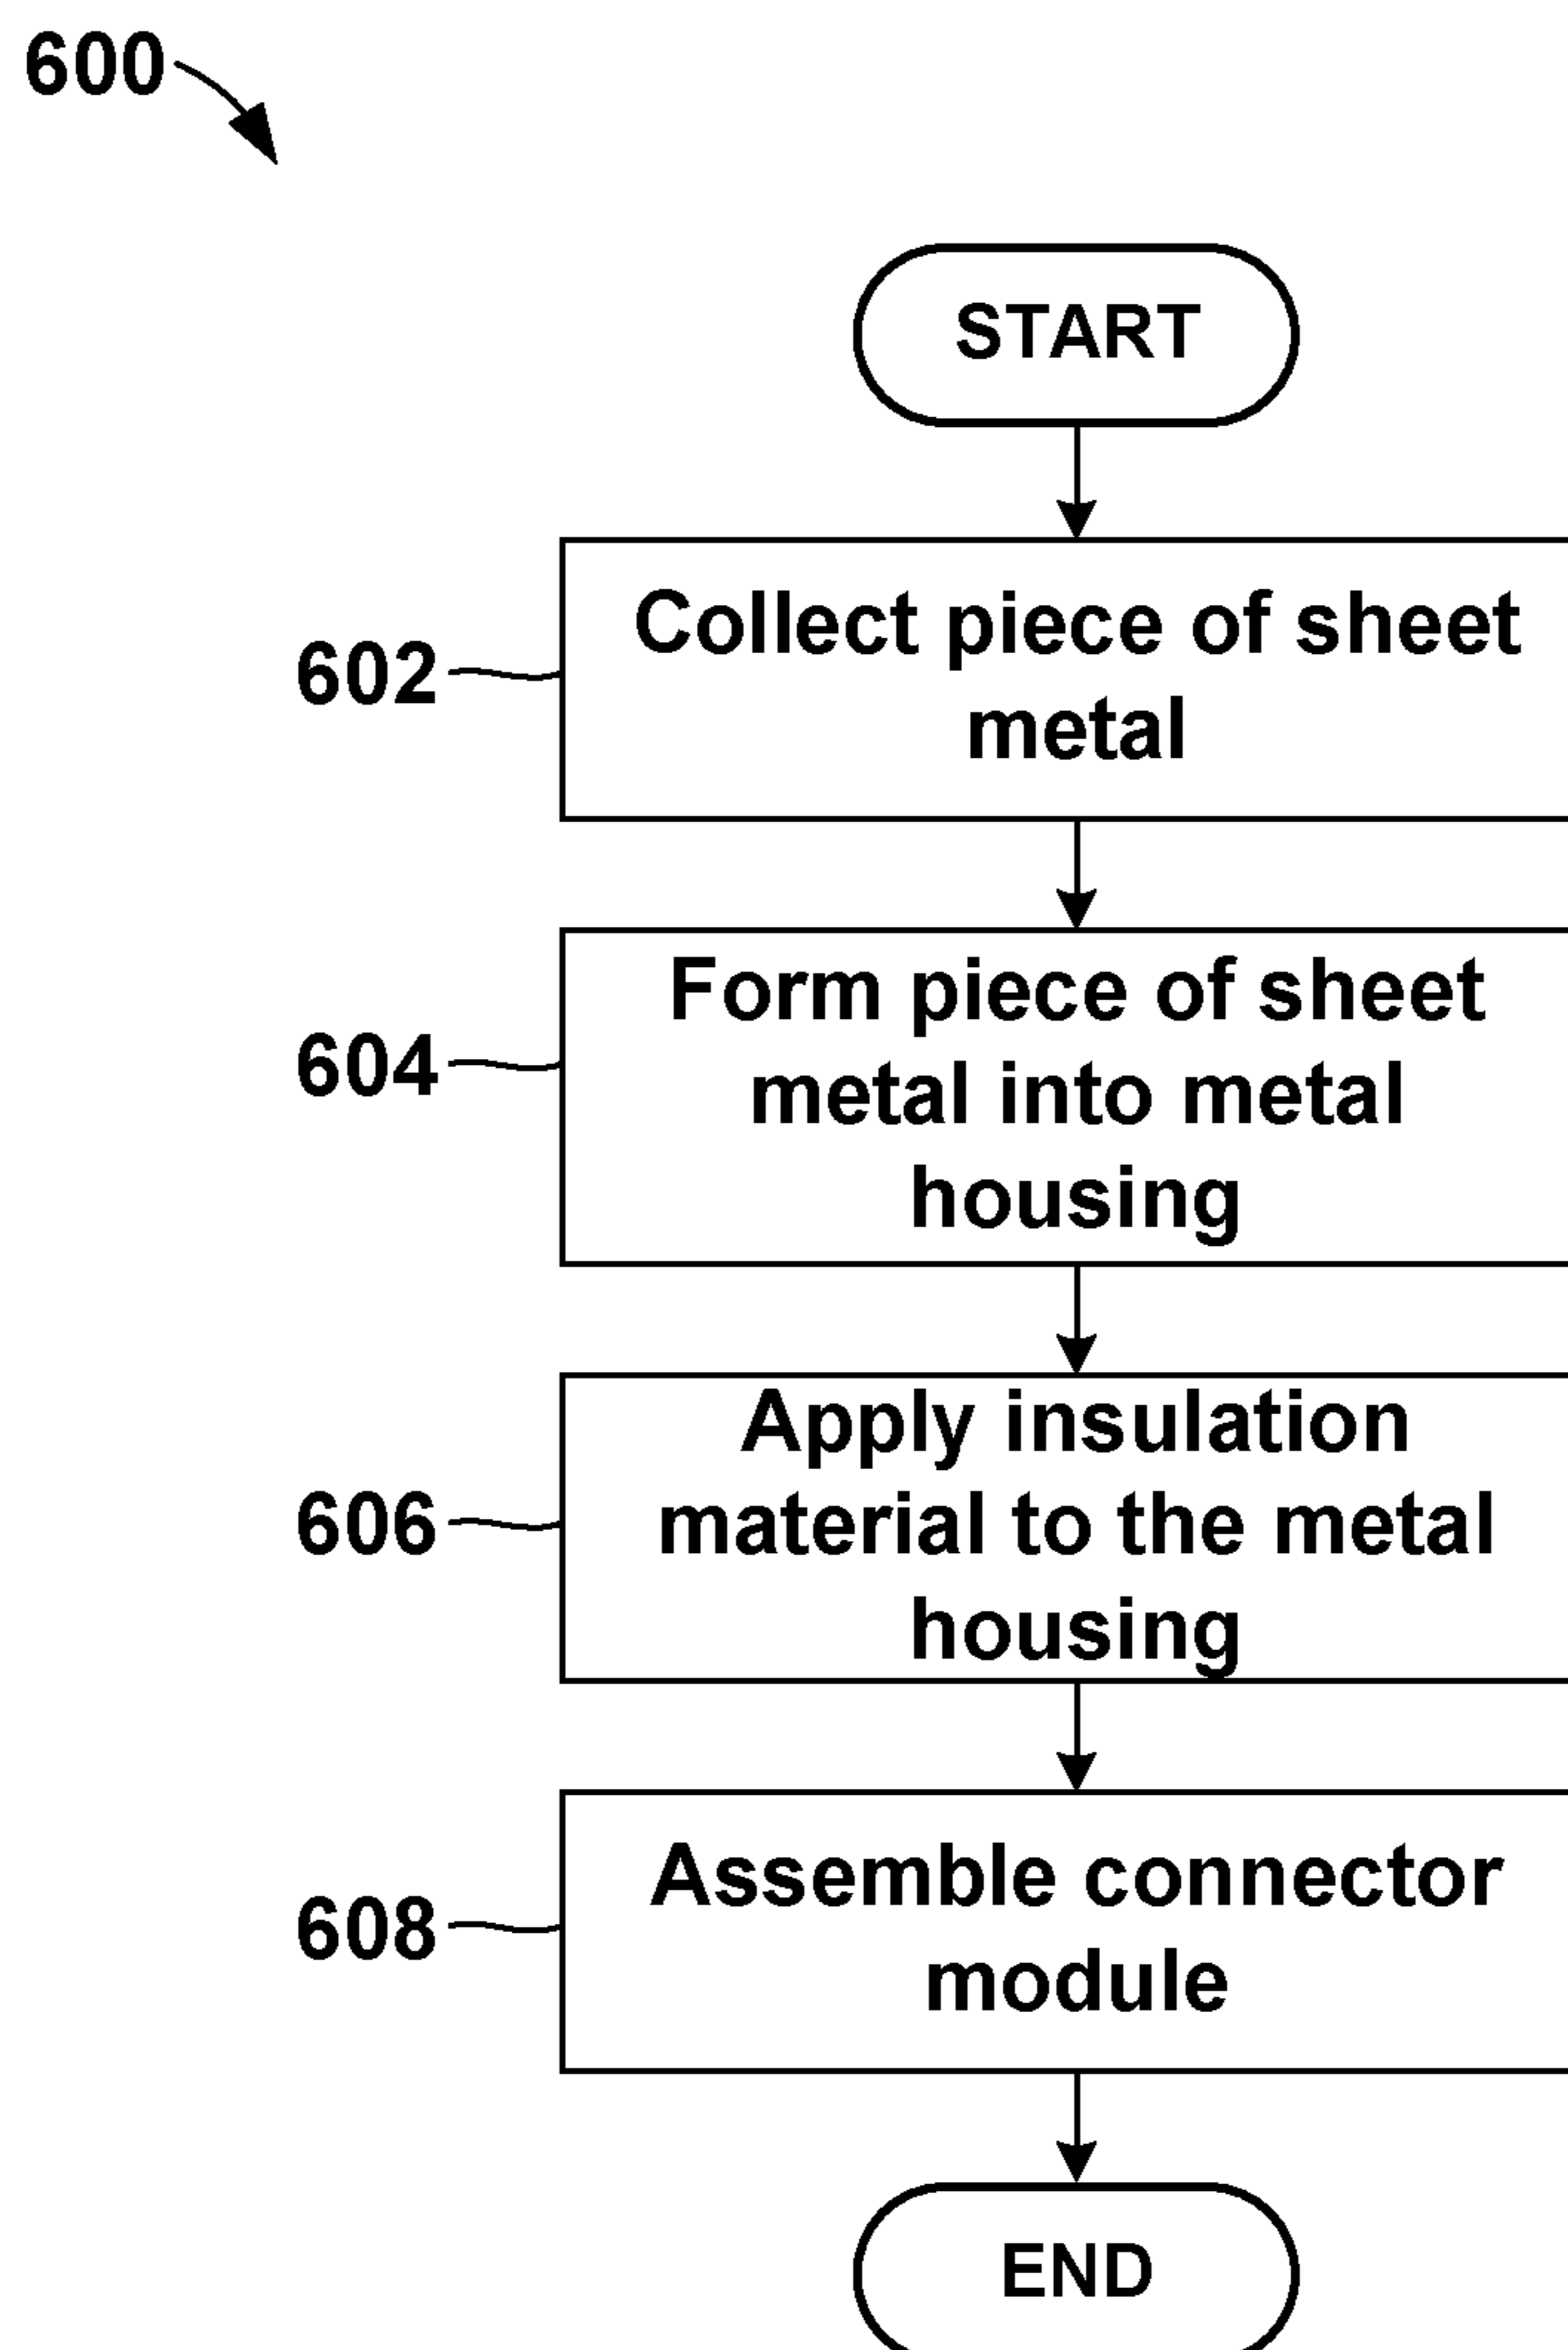 600
START
602
Collect piece of sheet
metal
604
Form piece of sheet
metal into metal
housing
606
Apply insulation
material to the metal
housing
608
Assemble connector
module
END